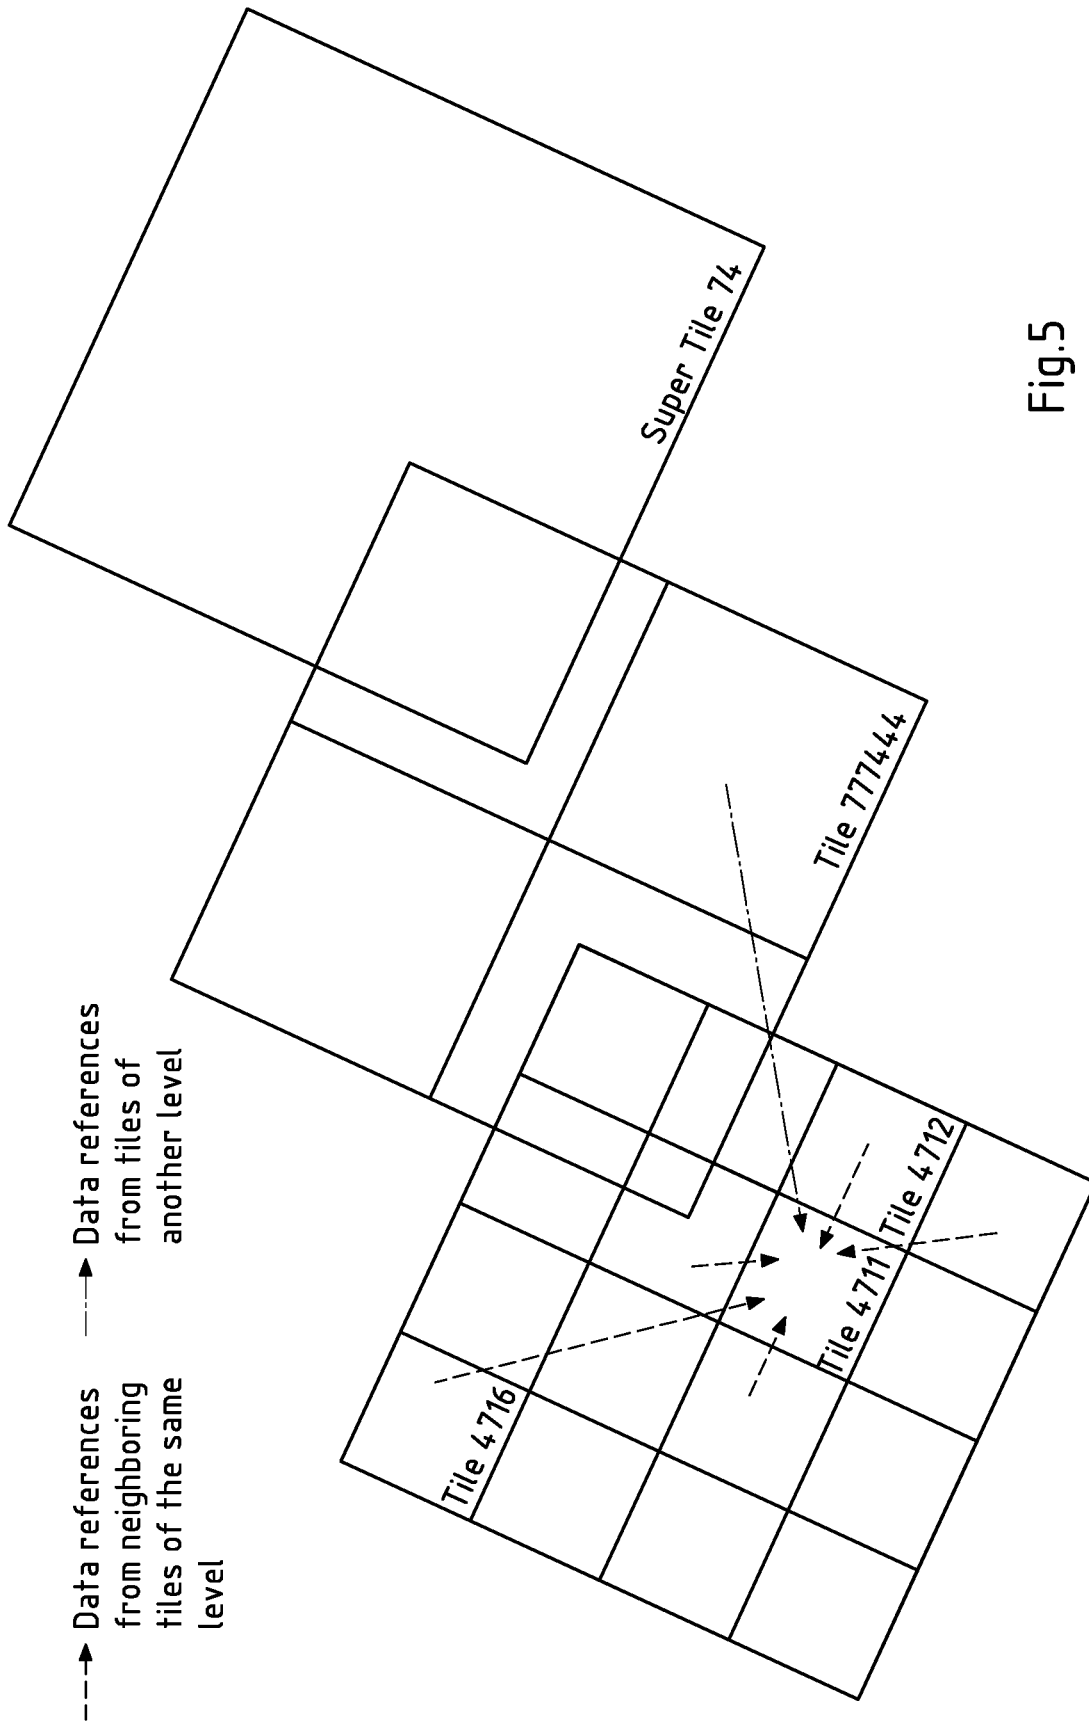 Data references
from neighboring
tiles of the same
level
Data references
from tiles of
another level
Tile 4716
Tile 4711
Tile 4712
Tile 777444
Super Tile 74
Fig.5